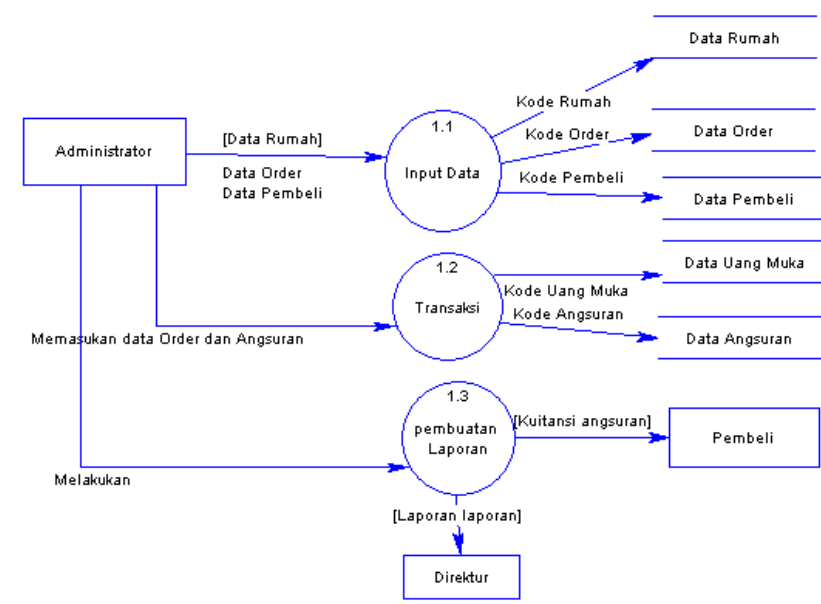 Data Rumah
Kode Rumah
1.1
Kode Order
Data Order
[Data Rumah]
Administrator
Input Data
Data Order
Data Pembeli
Kode Pembeli
Data Pembeli
1.2
Data Uang Muka
Kode Uang Muka
Transaksi
Kode Angsuran
Memasukan data Order dan Angsuran
Data Angsuran
1.3
[Kuitansi angsuran]
pembuatan
Laporan
Pembeli
Melakukan
[Laporan laporan]
Direktur